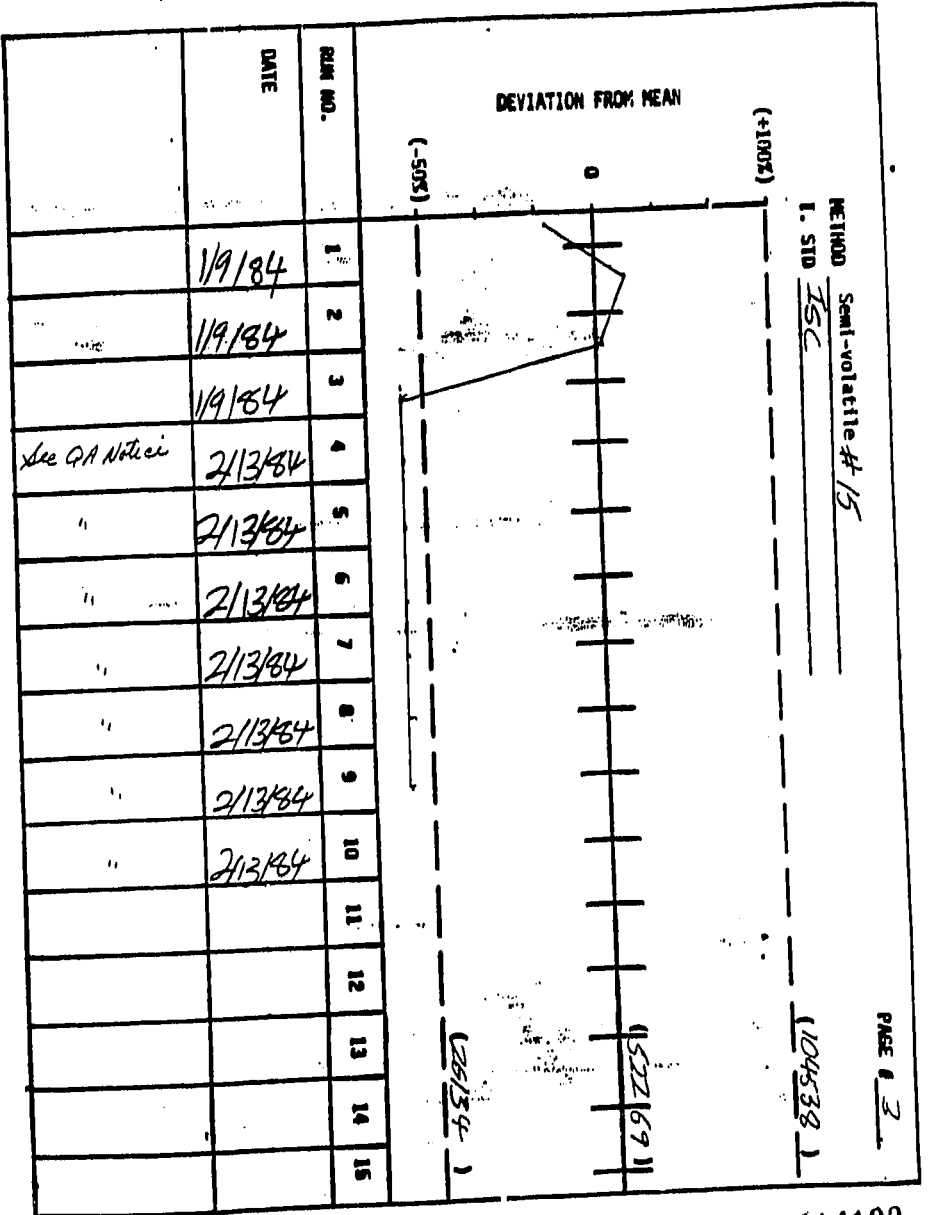 PAGE # 3
METHOD Semi-volatile #15
I. STD ISC
(+100%)
(104538)
DEVIATION FROM MEAN
0
(52269)
(-50%)
(26134)
RUN NO. 1 2 3 4 5 6 7 8 9 10 11 12 13 14 15
DATE 1/9/84 1/9/84 1/9/84 2/13/84 2/13/84 2/13/84 2/13/84 2/13/84 2/13/84 2/13/84
See QA Notice " " " " " "